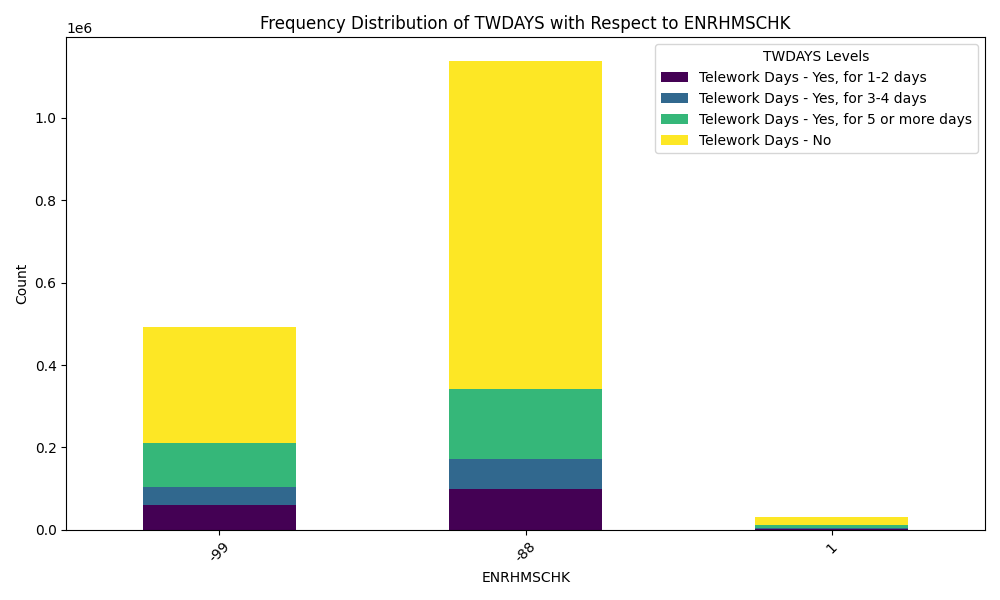 Frequency Distribution of TWDAYS with Respect to ENRHMSCHK
1e6
TWDAYS Levels
Telework Days - Yes, for 1-2 days
Telework Days - Yes, for 3-4 days
Telework Days - Yes, for 5 or more days
Telework Days - No
1.0
0.8
0.6
0.4
0.2
0.0
Count
-99
-88
1
ENRHMSCHK